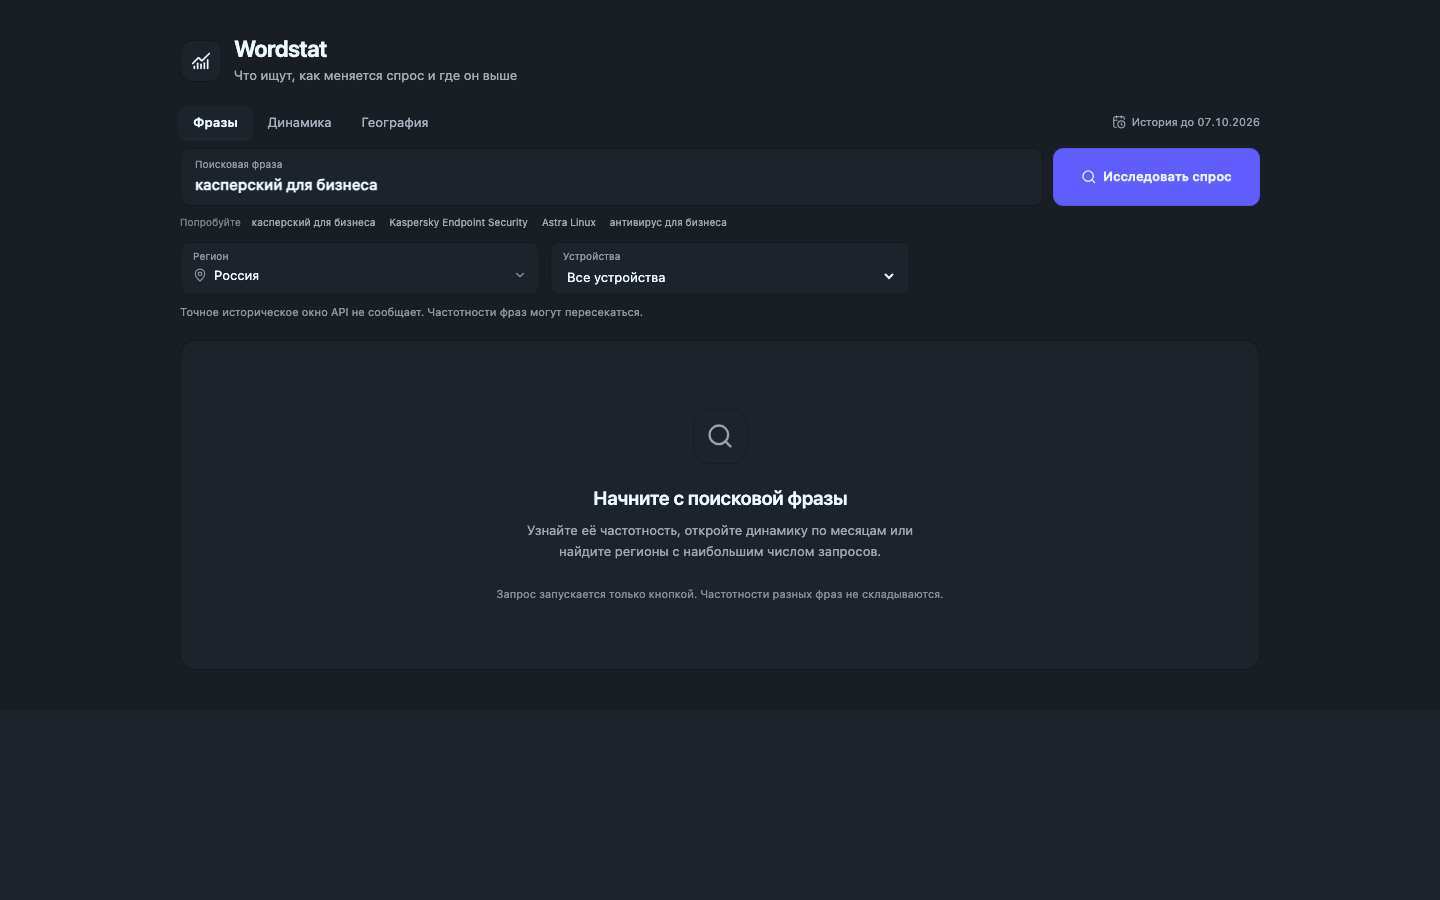 Wordstat
Что ищут, как меняется спрос и где он выше
Фразы
Динамика
География
История до 07.10.2026
Поисковая фраза
касперский для бизнеса
Исследовать спрос
Попробуйте касперский для бизнеса Kaspersky Endpoint Security Astra Linux антивирус для бизнеса
Регион
Россия
Устройства
Все устройства
Точное историческое окно API не сообщает. Частотности фраз могут пересекаться.
Начните с поисковой фразы
Узнайте её частотность, откройте динамику по месяцам или
найдите регионы с наибольшим числом запросов.
Запрос запускается только кнопкой. Частотности разных фраз не складываются.